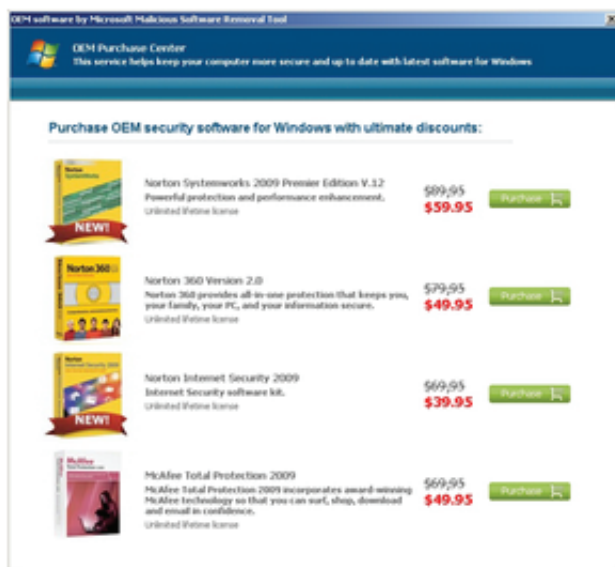 OEM software by Microsoft Malicious Software Removal Tool
OEM Purchase Center
This service helps keep your computer more secure and up to date with latest software for Windows
Purchase OEM security software for Windows with ultimate discounts:
Norton Systemworks 2009 Premier Edition V.12
Powerful protection and performance enhancement.
Unlimited lifetime license
$89,95
$59.95
Purchase
Norton
SystemWorks
NEW!
Norton 360 Version 2.0
Norton 360 provides all-in-one protection that keeps you,
your family, your PC, and your information secure.
Unlimited lifetime license
$79,95
$49.95
Purchase
Norton 360
Norton Internet Security 2009
Internet Security software kit.
Unlimited lifetime license
$69,95
$39.95
Purchase
Norton
Internet Security 2009
NEW!
McAfee Total Protection 2009
McAfee Total Protection 2009 incorporates award-winning
McAfee technology so that you can surf, shop, download
and email in confidence.
Unlimited lifetime license
$69,95
$49.95
Purchase
McAfee